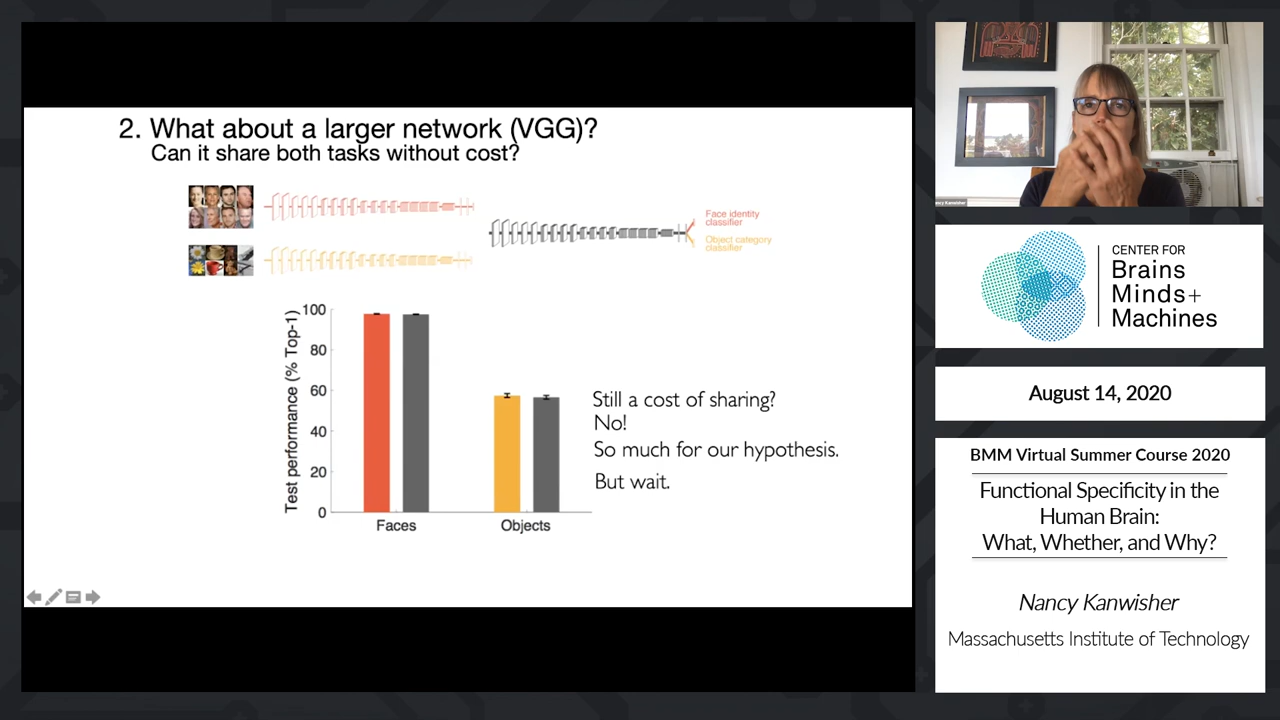 2. What about a larger network (VGG)?
Can it share both tasks without cost?
Face identity
classifier
Object category
classifier
Test performance (% Top-1)
100
80
60
40
20
0
Faces
Objects
Still a cost of sharing?
No!
So much for our hypothesis.
But wait.
Nancy Kanwisher
CENTER FOR
Brains
Minds+
Machines
August 14, 2020
BMM Virtual Summer Course 2020
Functional Specificity in the
Human Brain:
What, Whether, and Why?
Nancy Kanwisher
Massachusetts Institute of Technology